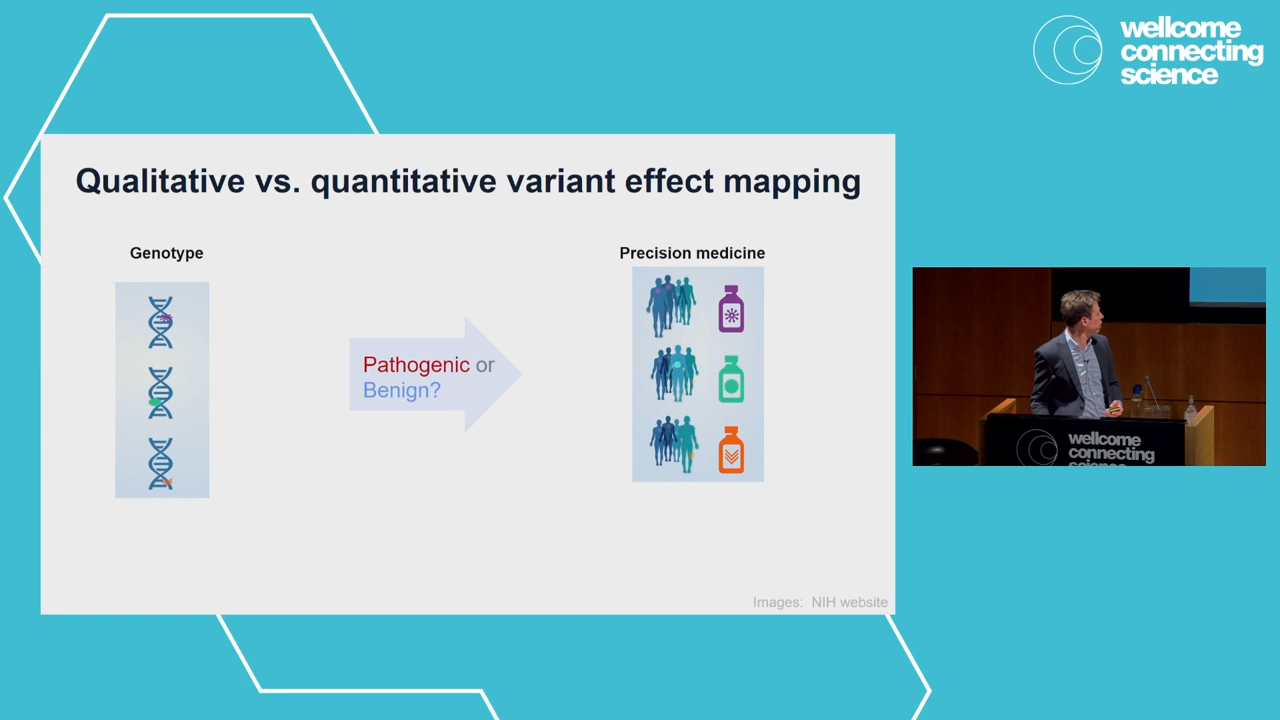 wellcome
connecting
science
Qualitative vs. quantitative variant effect mapping
Genotype
Precision medicine
Pathogenic or
Benign?
Images: NIH website
wellcome
connecting
science